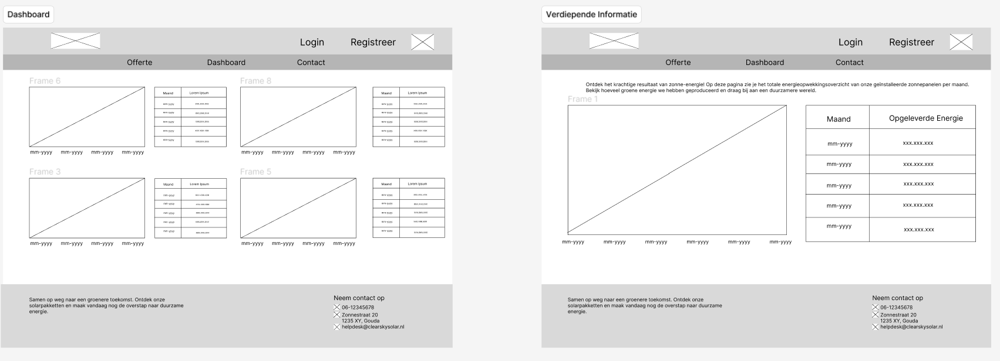 Dashboard
Login
Registreer
Offerte
Dashboard
Contact
Frame 6
Maand
Lorem Ipsum
mm-yyyy
xxx.xxx.xxx
mm-yyyy
xxx.xxx.xxx
mm-yyyy
xxx.xxx.xxx
mm-yyyy
xxx.xxx.xxx
mm-yyyy
xxx.xxx.xxx
mm-yyyy mm-yyyy mm-yyyy mm-yyyy
Frame 8
Maand
Lorem Ipsum
mm-yyyy
xxx.xxx.xxx
mm-yyyy
xxx.xxx.xxx
mm-yyyy
xxx.xxx.xxx
mm-yyyy
xxx.xxx.xxx
mm-yyyy
xxx.xxx.xxx
mm-yyyy mm-yyyy mm-yyyy mm-yyyy
Frame 3
Maand
Lorem Ipsum
mm-yyyy
xxx.xxx.xxx
mm-yyyy
xxx.xxx.xxx
mm-yyyy
xxx.xxx.xxx
mm-yyyy
xxx.xxx.xxx
mm-yyyy
xxx.xxx.xxx
mm-yyyy mm-yyyy mm-yyyy mm-yyyy
Frame 5
Maand
Lorem Ipsum
mm-yyyy
xxx.xxx.xxx
mm-yyyy
xxx.xxx.xxx
mm-yyyy
xxx.xxx.xxx
mm-yyyy
xxx.xxx.xxx
mm-yyyy
xxx.xxx.xxx
mm-yyyy mm-yyyy mm-yyyy mm-yyyy
Samen op weg naar een groenere toekomst. Ontdek onze
solarpakketten en maak vandaag nog de overstap naar duurzame
energie.
Neem contact op
06-12345678
Zonnestraat 20
1235 XY, Gouda
helpdesk@clearskysolar.nl
Verdiepende Informatie
Login
Registreer
Offerte
Dashboard
Contact
Ontdek het krachtige resultaat van zonne-energie! Op deze pagina zie je het totale energieopwekkingsoverzicht van onze geïnstalleerde zonnepanelen per maand.
Bekijk hoeveel groene energie we hebben geproduceerd en draag bij aan een duurzamere wereld.
Frame 1
Maand
Opgeleverde Energie
mm-yyyy
xxx.xxx.xxx
mm-yyyy
xxx.xxx.xxx
mm-yyyy
xxx.xxx.xxx
mm-yyyy
xxx.xxx.xxx
mm-yyyy
xxx.xxx.xxx
mm-yyyy mm-yyyy mm-yyyy mm-yyyy mm-yyyy mm-yyyy
Samen op weg naar een groenere toekomst. Ontdek onze
solarpakketten en maak vandaag nog de overstap naar duurzame
energie.
Neem contact op
06-12345678
Zonnestraat 20
1235 XY, Gouda
helpdesk@clearskysolar.nl